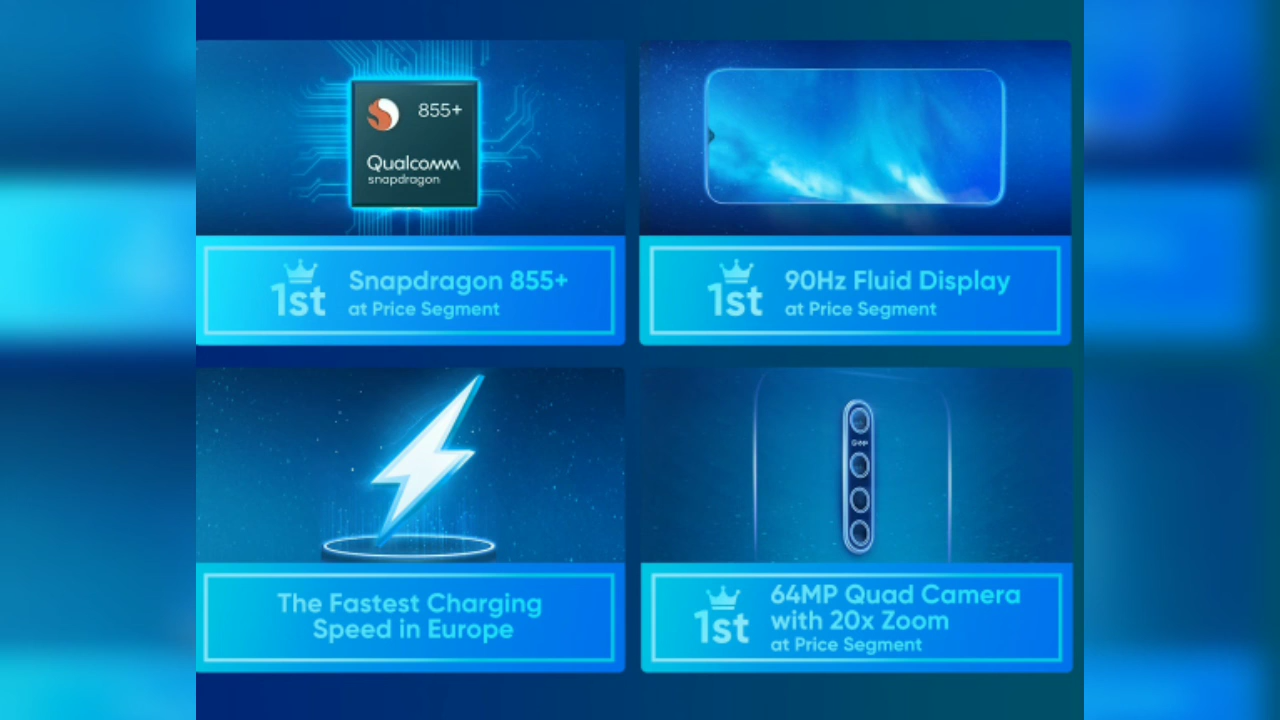 855+
Qualcomm
snapdragon
1st
Snapdragon 855+
at Price Segment
1st
90Hz Fluid Display
at Price Segment
The Fastest Charging
Speed in Europe
1st
64MP Quad Camera
with 20x Zoom
at Price Segment